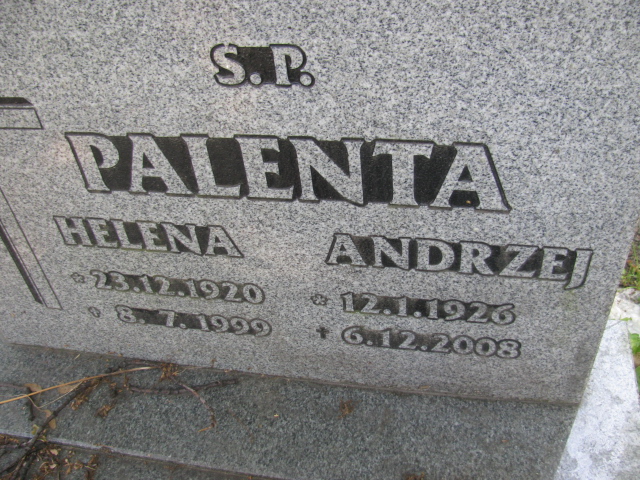 S.P.
PALENTA
HELENA
* 23.12.1920
† 8. 7. 1999
ANDRZEJ
* 12.1.1926
† 6.12.2008